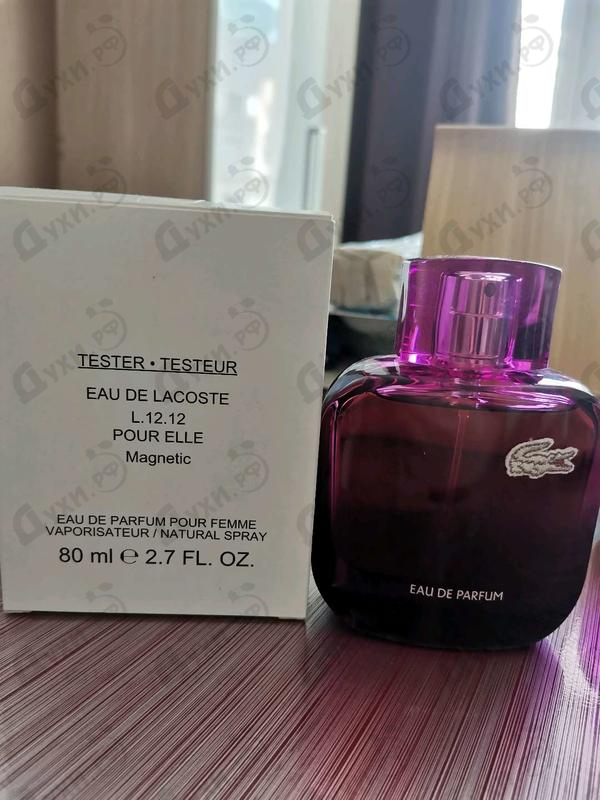 TESTER • TESTEUR
EAU DE LACOSTE
L.12.12
POUR ELLE
Magnetic
EAU DE PARFUM POUR FEMME
VAPORISATEUR / NATURAL SPRAY
80 ml ℮ 2.7 FL. OZ.
EAU DE PARFUM
Духи.рф